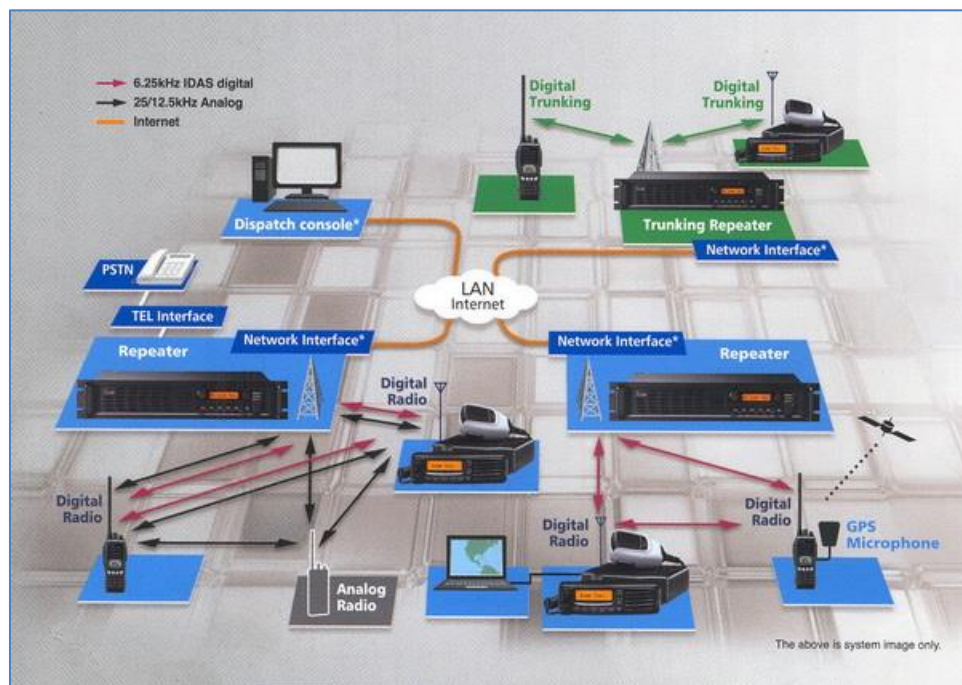 6.25kHz IDAS digital
25/12.5kHz Analog
Internet
Digital
Trunking
Digital
Trunking
Dispatch console*
Trunking Repeater
Network Interface*
PSTN
LAN
Internet
TEL Interface
Repeater
Network Interface*
Network Interface*
Repeater
Digital
Radio
Digital
Radio
Digital
Radio
Digital
Radio
GPS
Microphone
Analog
Radio
The above is system image only.